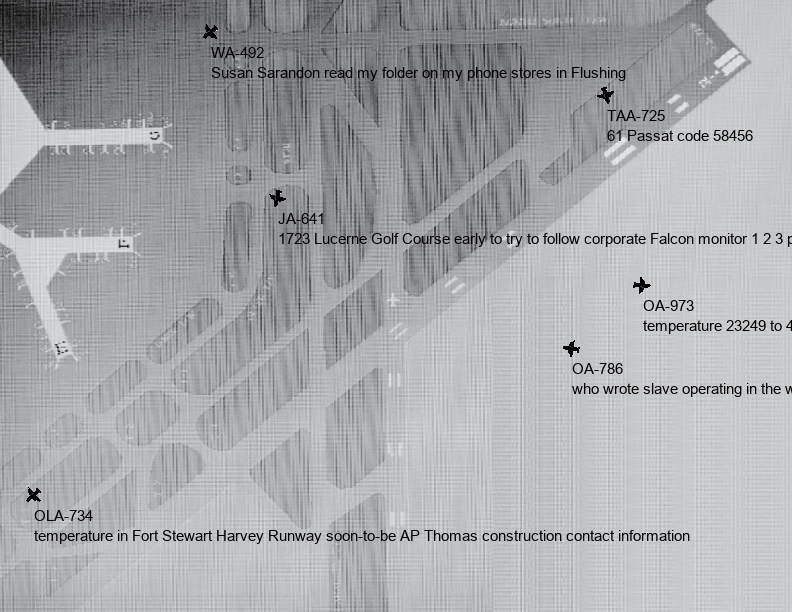 WA-492
Susan Sarandon read my folder on my phone stores in Flushing
TAA-725
61 Passat code 58456
JA-641
1723 Lucerne Golf Course early to try to follow corporate Falcon monitor 1 2 3 p
OA-973
temperature 23249 to 4
OA-786
who wrote slave operating in the w
OLA-734
temperature in Fort Stewart Harvey Runway soon-to-be AP Thomas construction contact information